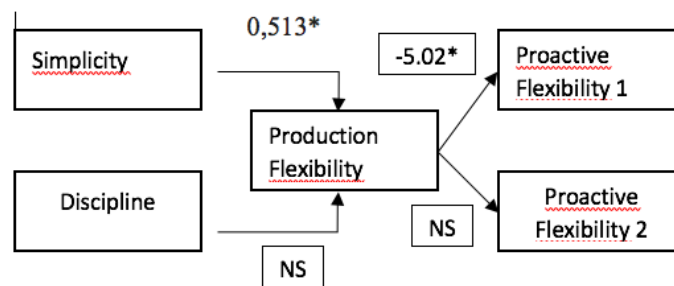 0,513*
Simplicity
-5.02*
Proactive
Flexibility 1
Production
Flexibility
Discipline
Proactive
Flexibility 2
NS
NS